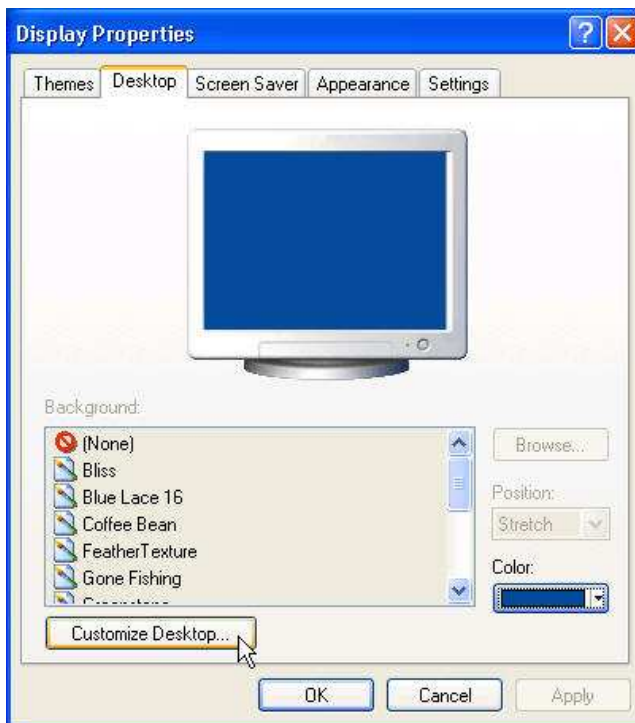 Display Properties
Themes Desktop Screen Saver Appearance Settings
Background:
(None)
Bliss
Blue Lace 16
Coffee Bean
FeatherTexture
Gone Fishing
Browse...
Position:
Stretch
Color:
Customize Desktop...
OK Cancel Apply